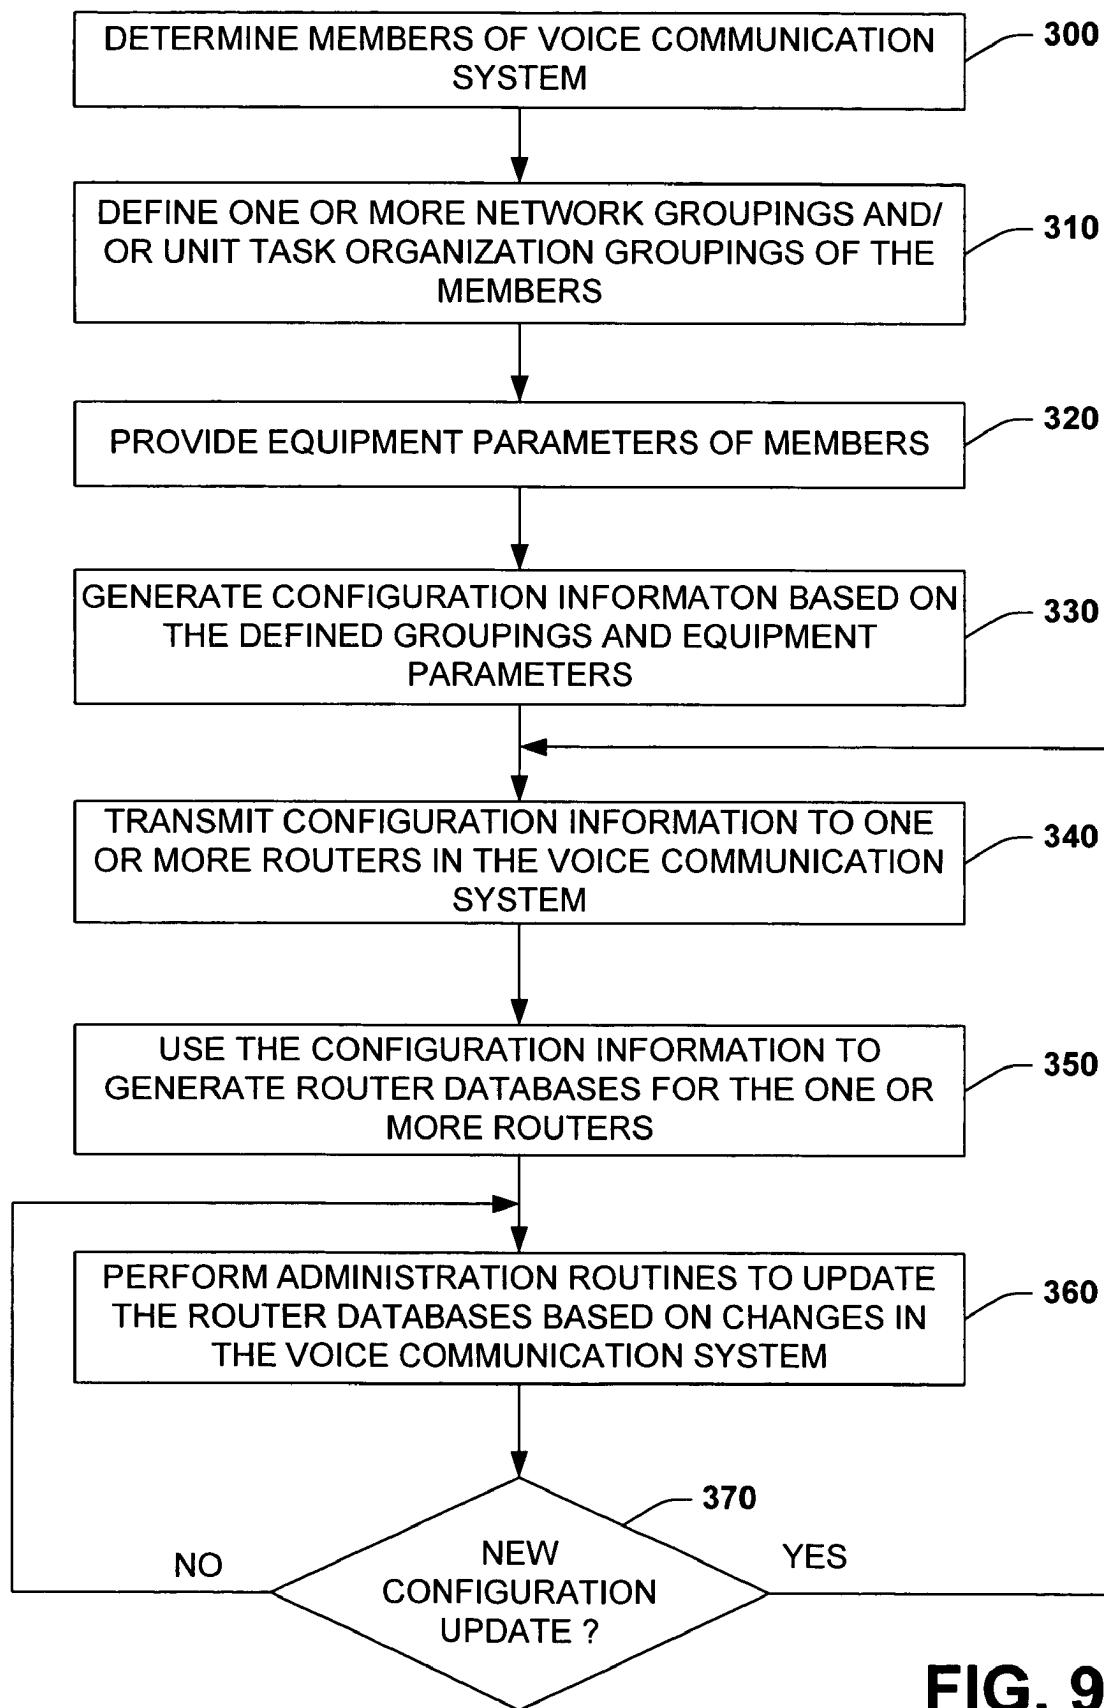 DETERMINE MEMBERS OF VOICE COMMUNICATION
SYSTEM
300
DEFINE ONE OR MORE NETWORK GROUPINGS AND/
OR UNIT TASK ORGANIZATION GROUPINGS OF THE
MEMBERS
310
PROVIDE EQUIPMENT PARAMETERS OF MEMBERS
320
GENERATE CONFIGURATION INFORMATON BASED ON
THE DEFINED GROUPINGS AND EQUIPMENT
PARAMETERS
330
TRANSMIT CONFIGURATION INFORMATION TO ONE
OR MORE ROUTERS IN THE VOICE COMMUNICATION
SYSTEM
340
USE THE CONFIGURATION INFORMATION TO
GENERATE ROUTER DATABASES FOR THE ONE OR
MORE ROUTERS
350
PERFORM ADMINISTRATION ROUTINES TO UPDATE
THE ROUTER DATABASES BASED ON CHANGES IN
THE VOICE COMMUNICATION SYSTEM
360
370
NO
NEW
CONFIGURATION
UPDATE ?
YES
FIG. 9